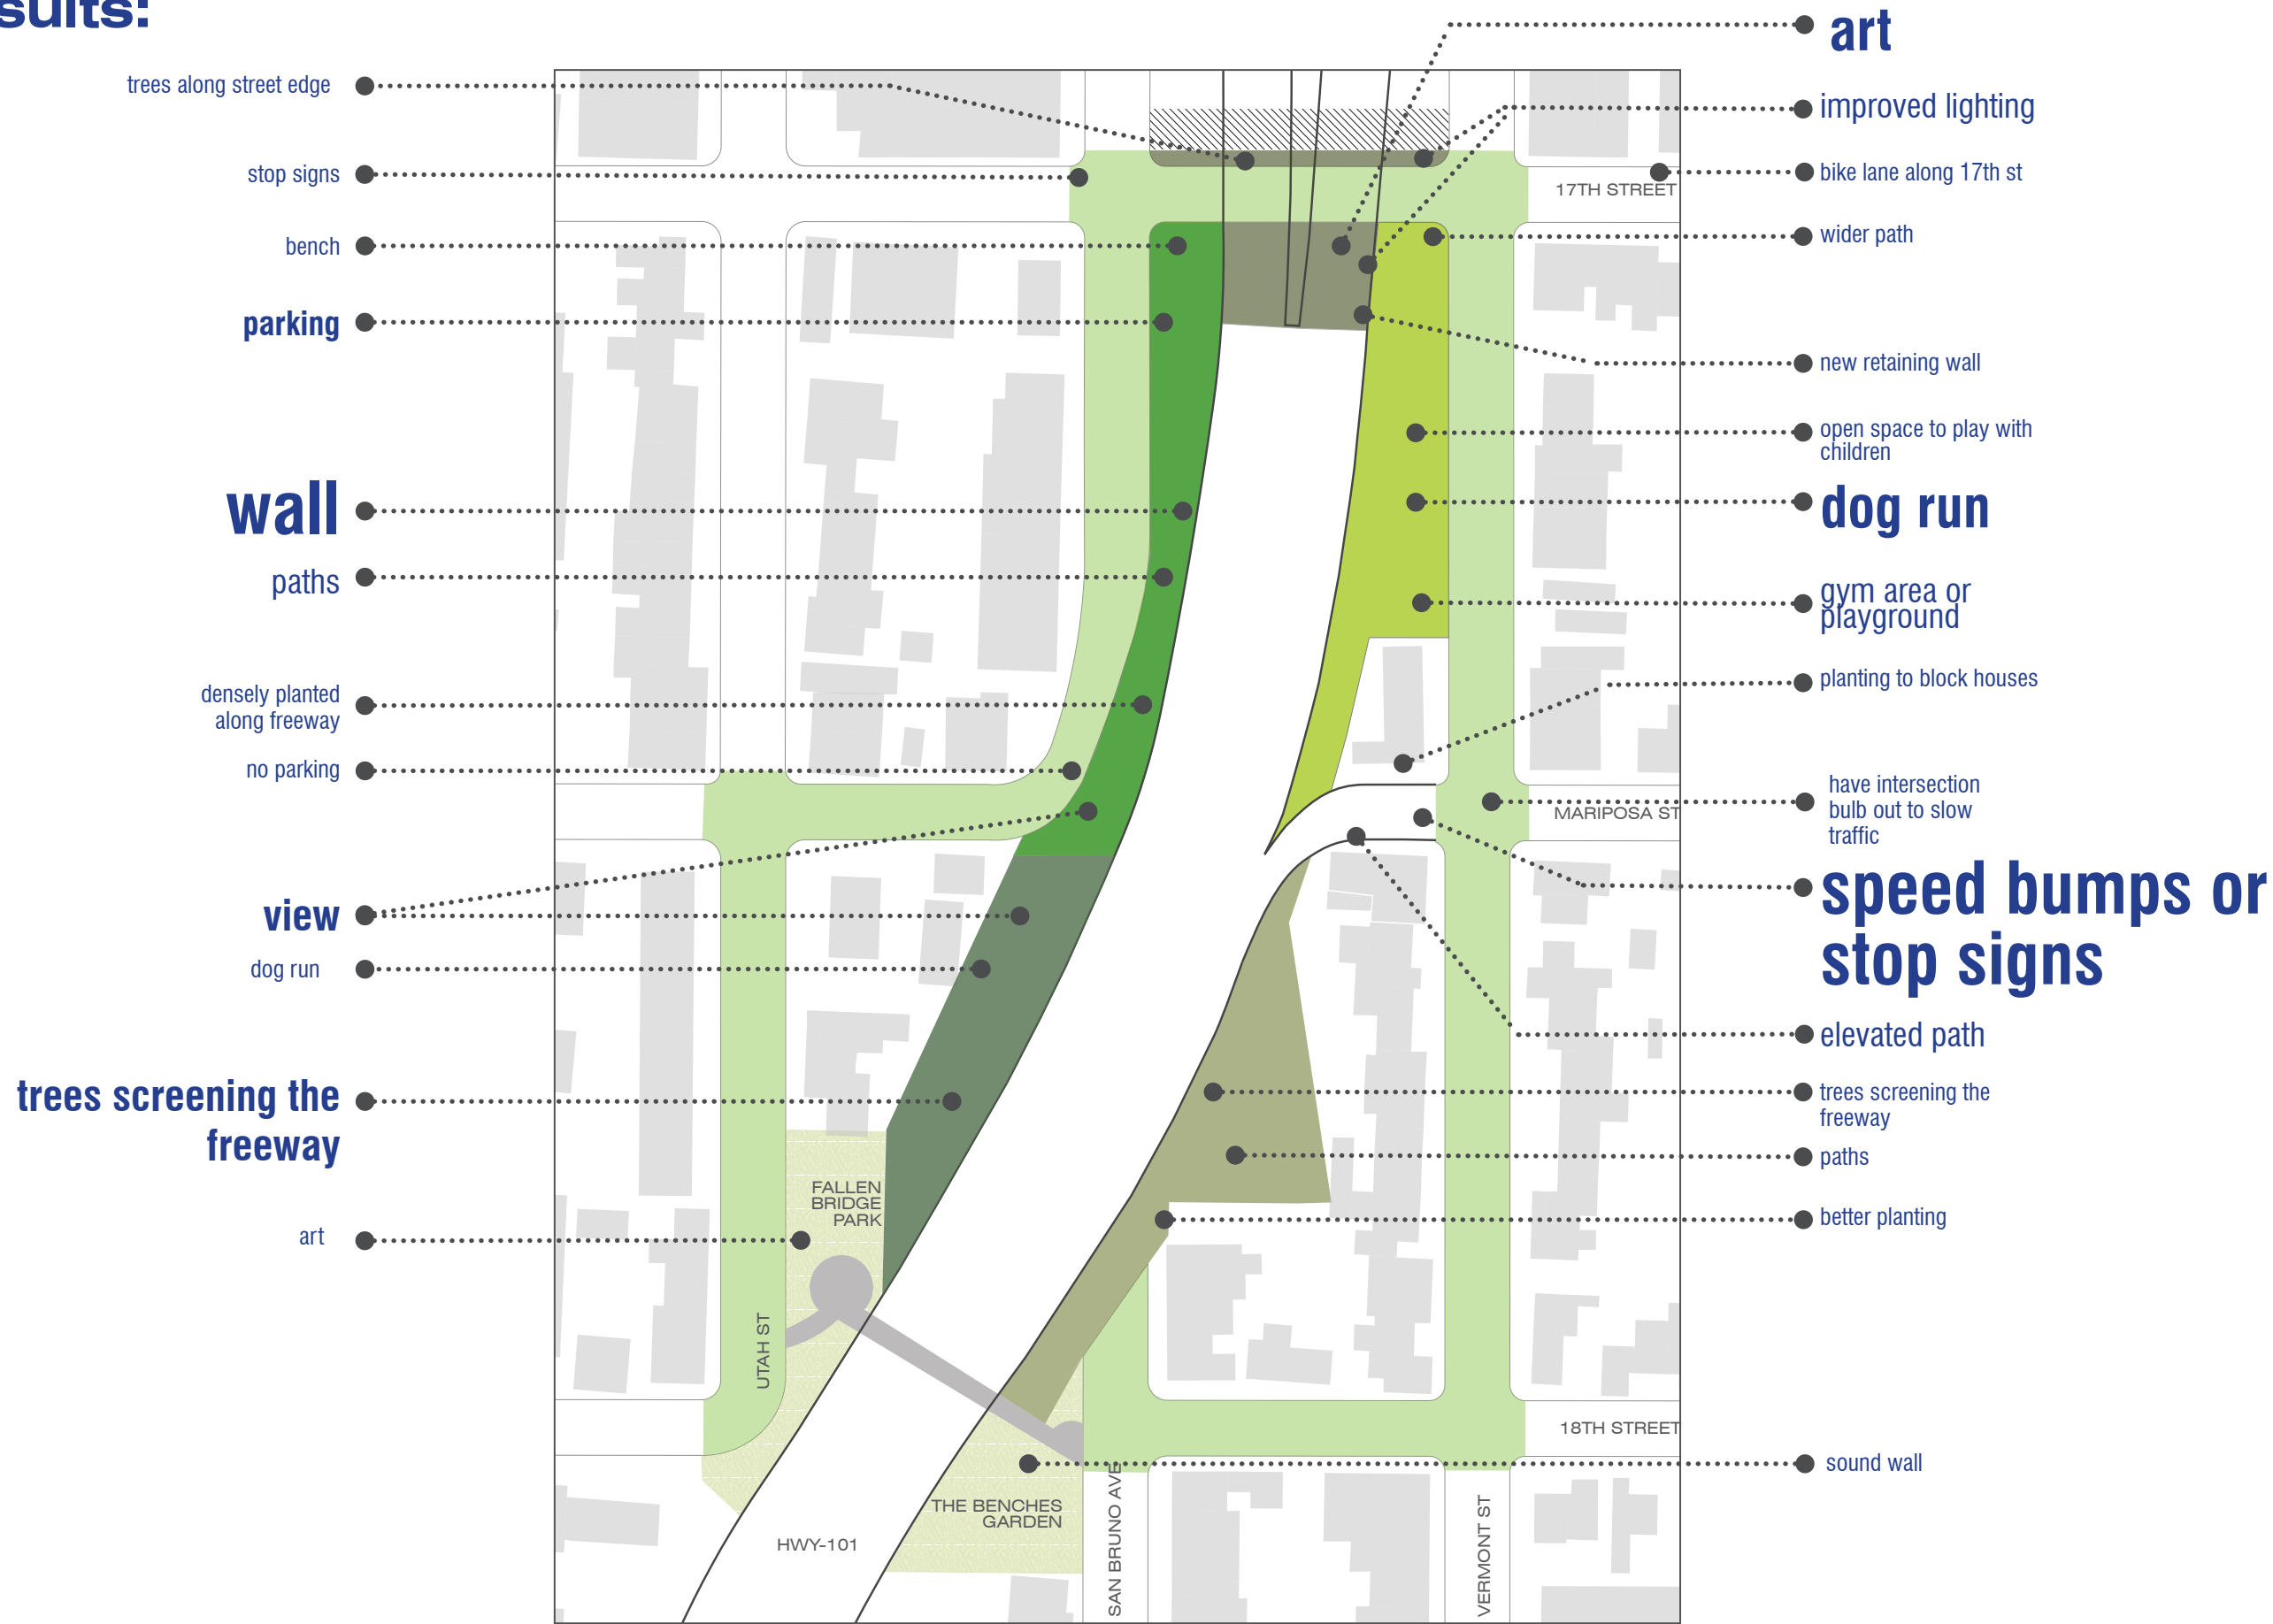 suits:
trees along street edge
stop signs
bench
parking
wall
paths
densely planted
along freeway
no parking
view
dog run
trees screening the
freeway
art
art
improved lighting
bike lane along 17th st
wider path
new retaining wall
open space to play with
children
dog run
gym area or
playground
planting to block houses
have intersection
bulb out to slow
traffic
speed bumps or
stop signs
elevated path
trees screening the
freeway
paths
better planting
sound wall
17TH STREET
MARIPOSA ST
18TH STREET
FALLEN
BRIDGE
PARK
UTAH ST
THE BENCHES
GARDEN
HWY-101
SAN BRUNO AVE
VERMONT ST